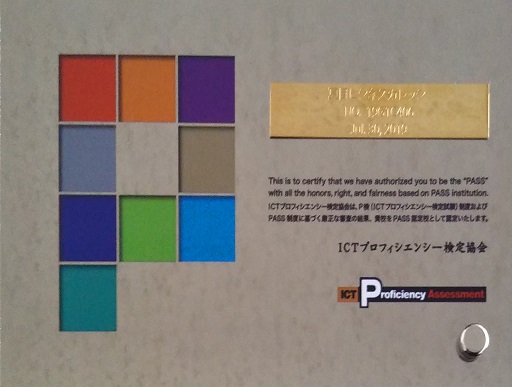 JUL.30,2019
This is to certify that we have authorized you to be the "PASS"
with all the honors, right, and fairness based on PASS institution.
ICTプロフィシエンシー検定協会は、P検（ICTプロフィシエンシー検定試験）制度および
PASS制度に基づく厳正な審査の結果、貴校をPASS認定校として認定いたします。
ICTプロフィシエンシー検定協会
ICT Proficiency Assessment